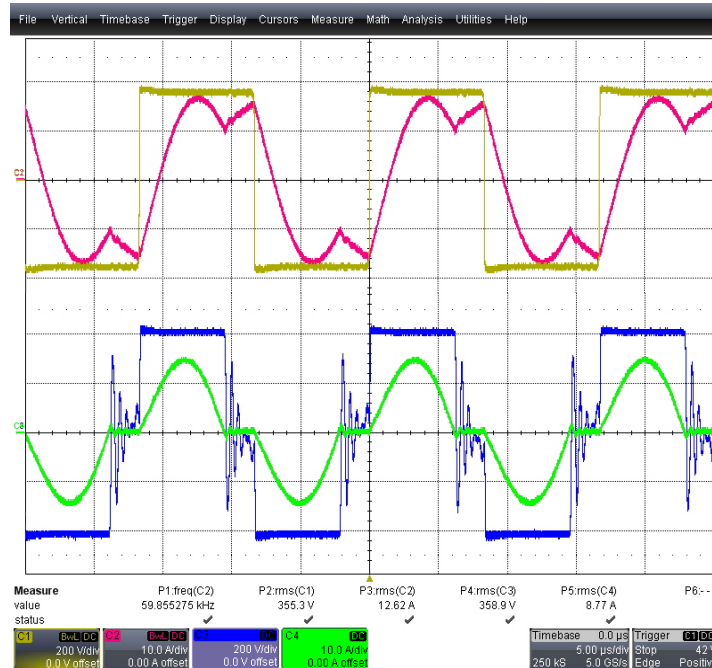 File Vertical Timebase Trigger Display Cursors Measure Math Analysis Utilities Help
C2
C3
Measure P1:freq(C2) P2:rms(C1) P3:rms(C2) P4:rms(C3) P5:rms(C4) P6:- -
value 59.855275 kHz 355.3 V 12.62 A 358.9 V 8.77 A
status
C1 BwL DC C2 BwL DC C3 DC C4 DC Timebase 0.0 µs Trigger C1 DC
200 V/div 10.0 A/div 200 V/div 10.0 A/div 5.00 µs/div Stop 42 V
0.0 V offset 0.00 A offset 0.0 V offset 0.00 A offset 250 kS 5.0 GS/s Edge Positiv